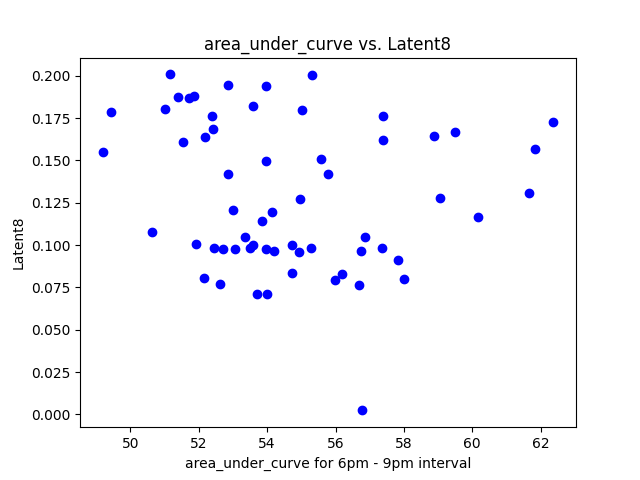 area_under_curve vs. Latent8
0.200
0.175
0.150
0.125
0.100
0.075
0.050
0.025
0.000
Latent8
50 52 54 56 58 60 62
area_under_curve for 6pm - 9pm interval